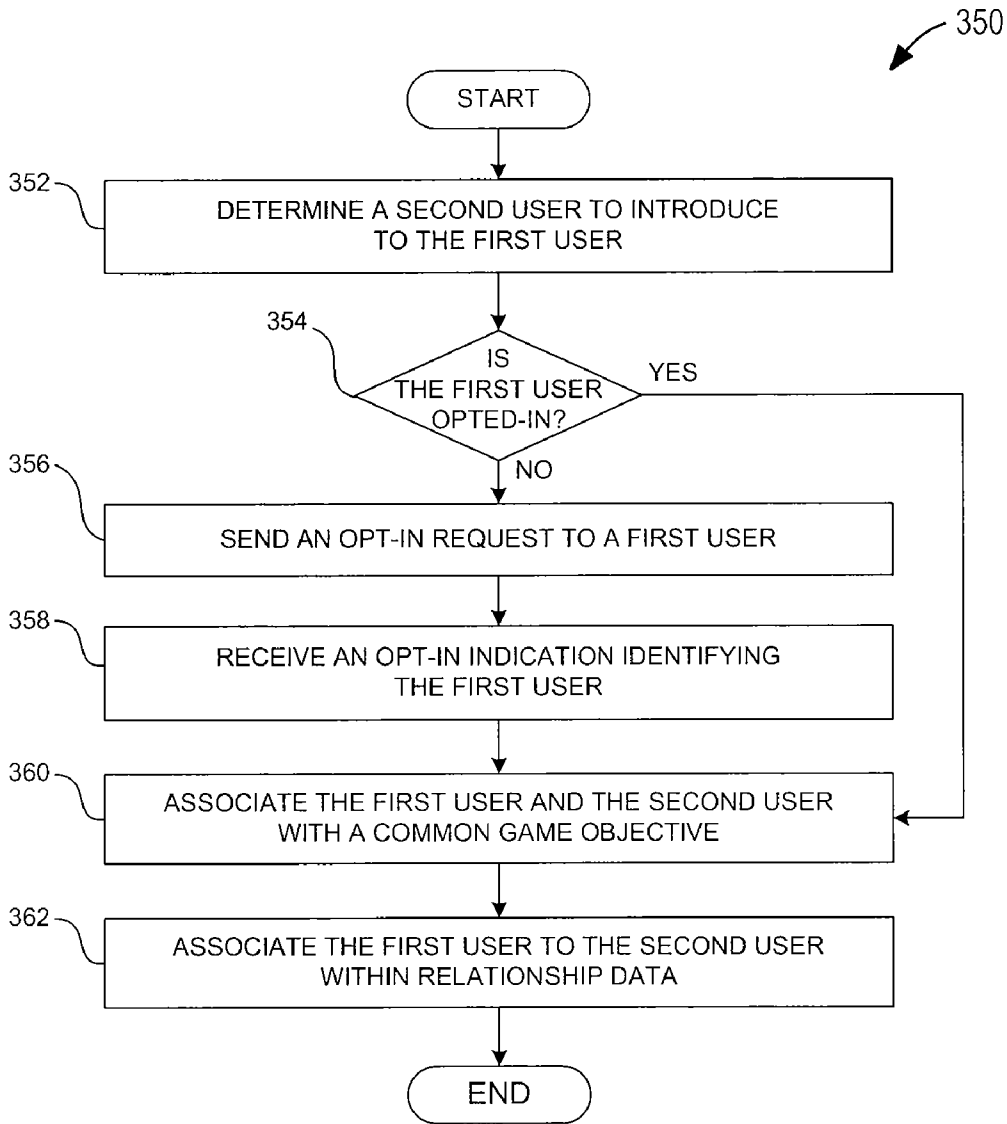 350
START
352
DETERMINE A SECOND USER TO INTRODUCE
TO THE FIRST USER
354
IS
THE FIRST USER
OPTED-IN?
YES
NO
356
SEND AN OPT-IN REQUEST TO A FIRST USER
358
RECEIVE AN OPT-IN INDICATION IDENTIFYING
THE FIRST USER
360
ASSOCIATE THE FIRST USER AND THE SECOND USER
WITH A COMMON GAME OBJECTIVE
362
ASSOCIATE THE FIRST USER TO THE SECOND USER
WITHIN RELATIONSHIP DATA
END